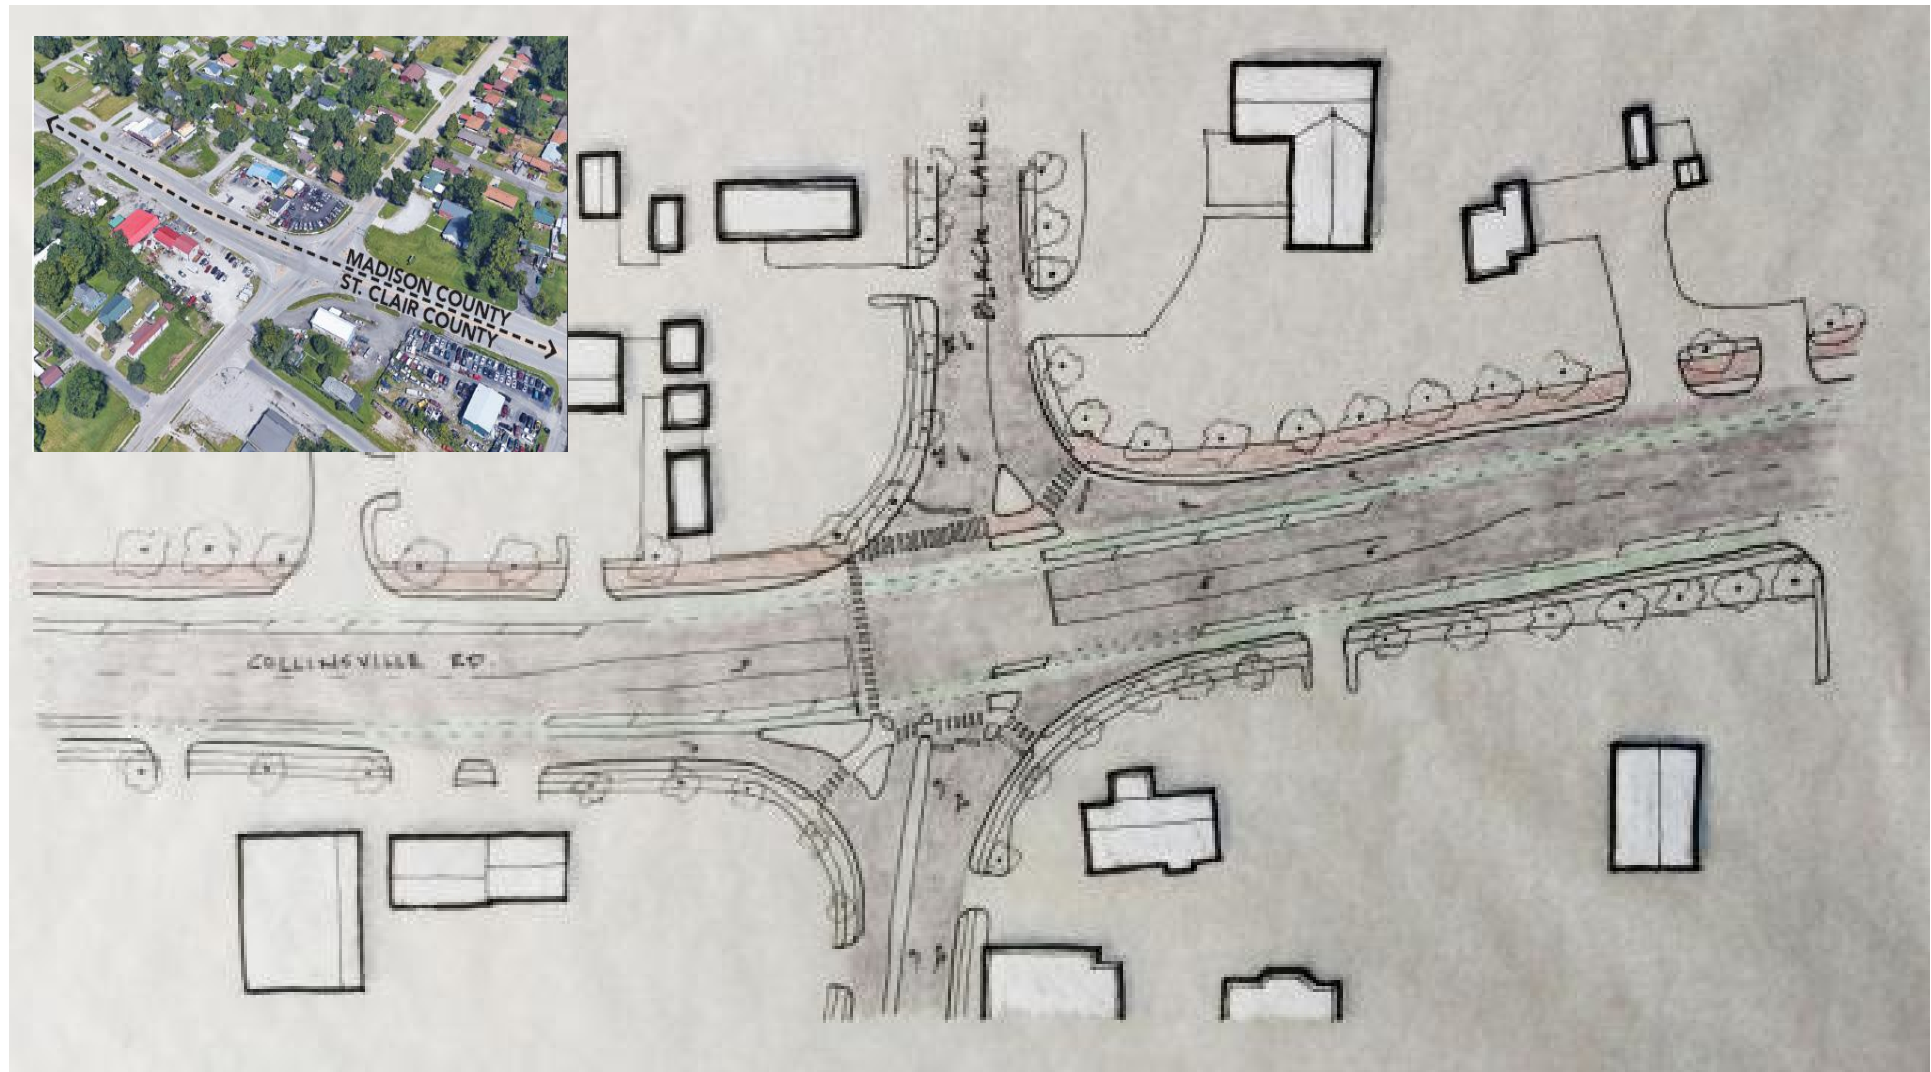 MADISON COUNTY
ST. CLAIR COUNTY
BLACK LANE
COLLINSVILLE RD.